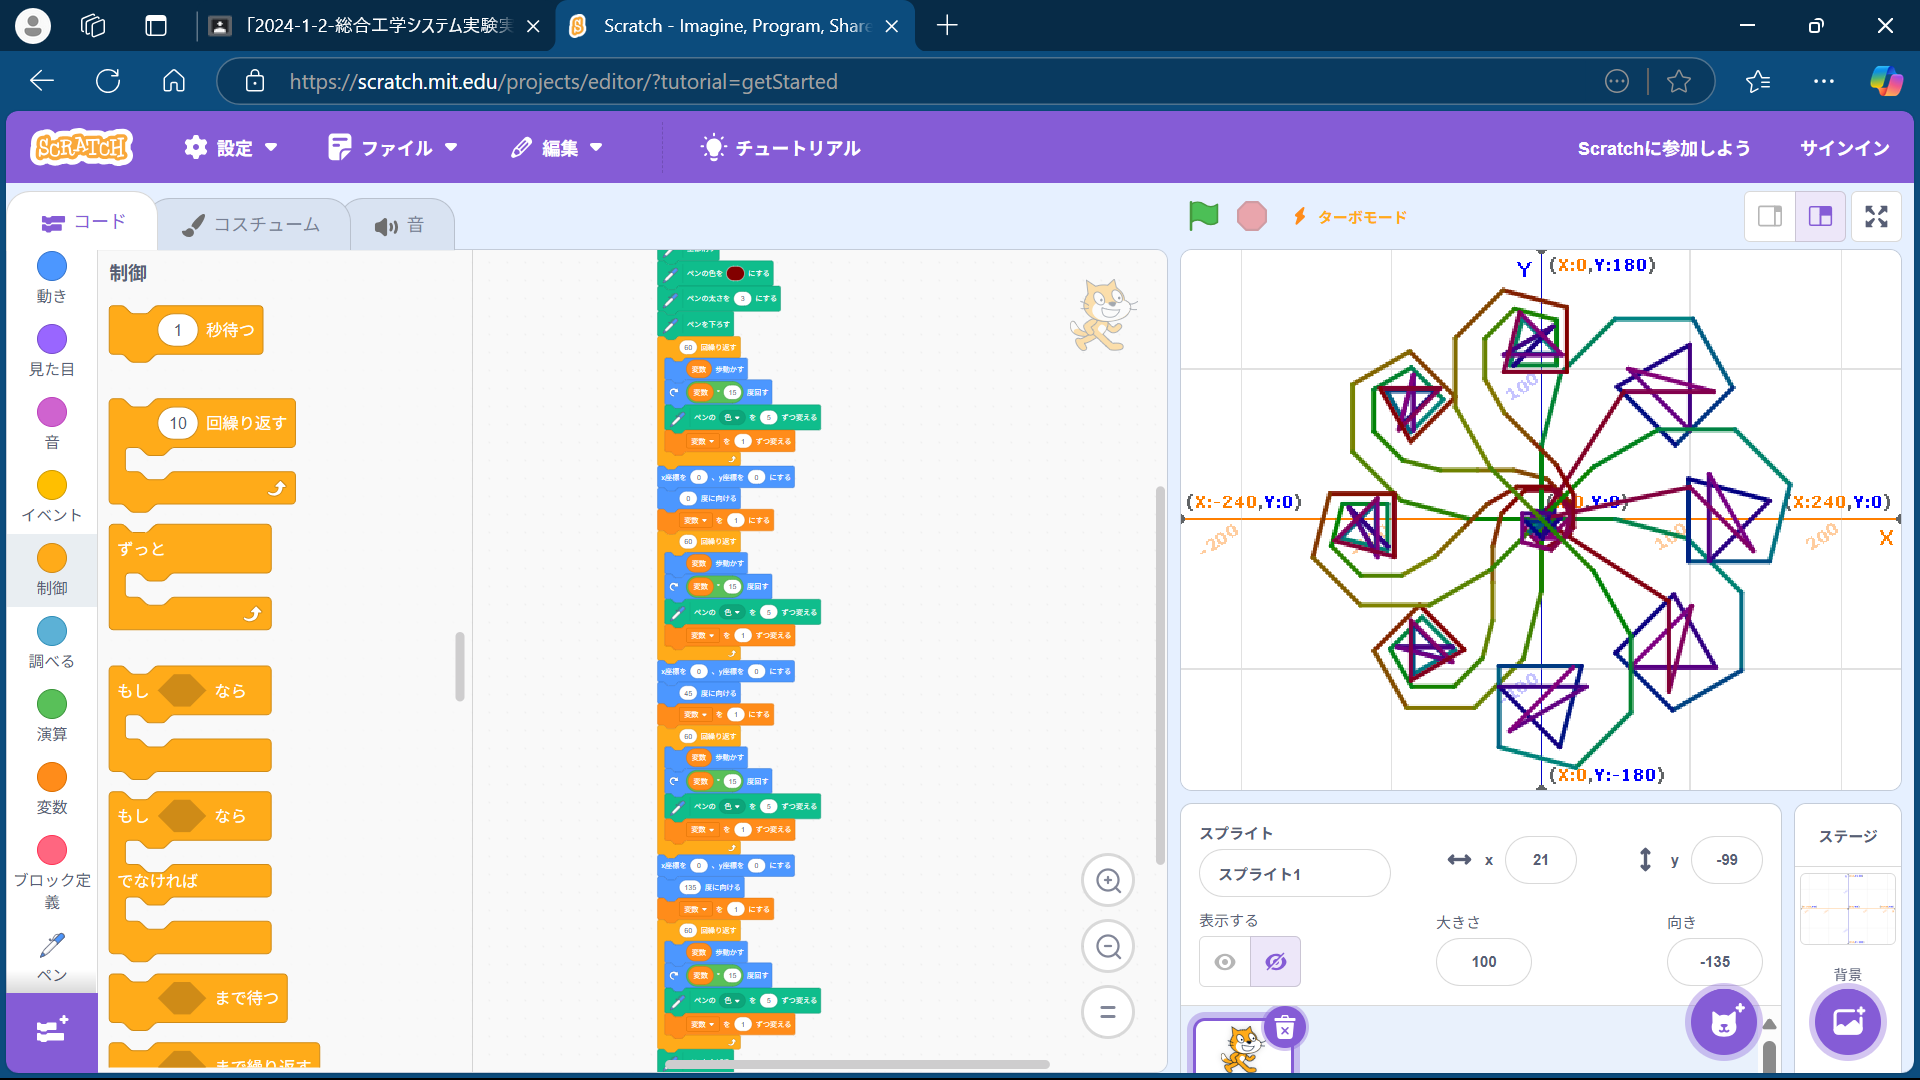 「2024-1-2-総合工学システム実験実
Scratch - Imagine, Program, Share
https://scratch.mit.edu/projects/editor/?tutorial=getStarted
SCRATCH
設定
ファイル
編集
チュートリアル
Scratchに参加しよう
サインイン
コード
コスチューム
音
ターボモード
動き
見た目
音
イベント
制御
調べる
演算
変数
ブロック定義
ペン
制御
1 秒待つ
10 回繰り返す
ずっと
もし なら
もし なら
でなければ
まで待つ
まで繰り返す
ペンの色を にする
ペンの太さを 3 にする
ペンを下ろす
60 回繰り返す
変数 歩動かす
変数 * 15 度回す
ペンの 色 を 5 ずつ変える
変数 を 1 ずつ変える
x座標を 0 、y座標を 0 にする
0 度に向ける
変数 を 1 にする
60 回繰り返す
変数 歩動かす
変数 * 15 度回す
ペンの 色 を 5 ずつ変える
変数 を 1 ずつ変える
x座標を 0 、y座標を 0 にする
45 度に向ける
変数 を 1 にする
60 回繰り返す
変数 歩動かす
変数 * 15 度回す
ペンの 色 を 5 ずつ変える
変数 を 1 ずつ変える
x座標を 0 、y座標を 0 にする
135 度に向ける
変数 を 1 にする
60 回繰り返す
変数 歩動かす
変数 * 15 度回す
ペンの 色 を 5 ずつ変える
変数 を 1 ずつ変える
Y (X:0,Y:180)
100
(X:-240,Y:0)
(X:240,Y:0)
-200
100
200
X
(X:0,Y:-180)
スプライト
スプライト1
x 21
y -99
表示する
大きさ
100
向き
-135
ステージ
背景